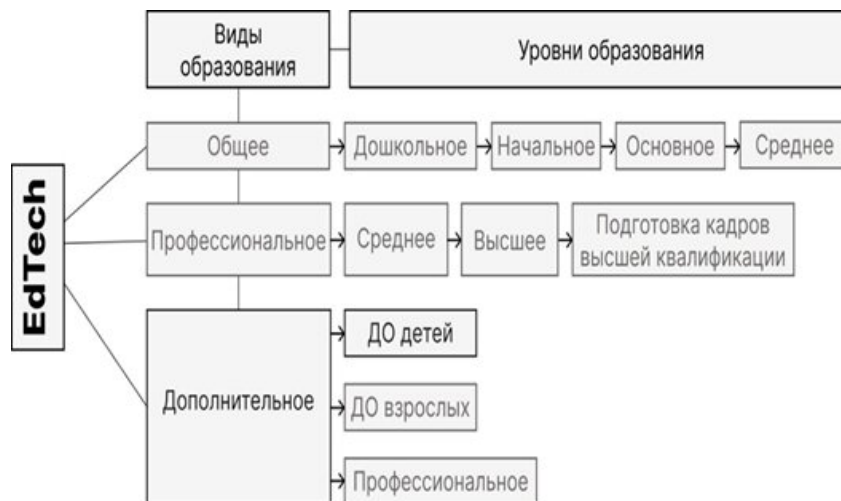 Виды
образования
Уровни образования
Общее
Дошкольное
Начальное
Основное
Среднее
EdTech
Профессиональное
Среднее
Высшее
Подготовка кадров
высшей квалификации
Дополнительное
ДО детей
ДО взрослых
Профессиональное